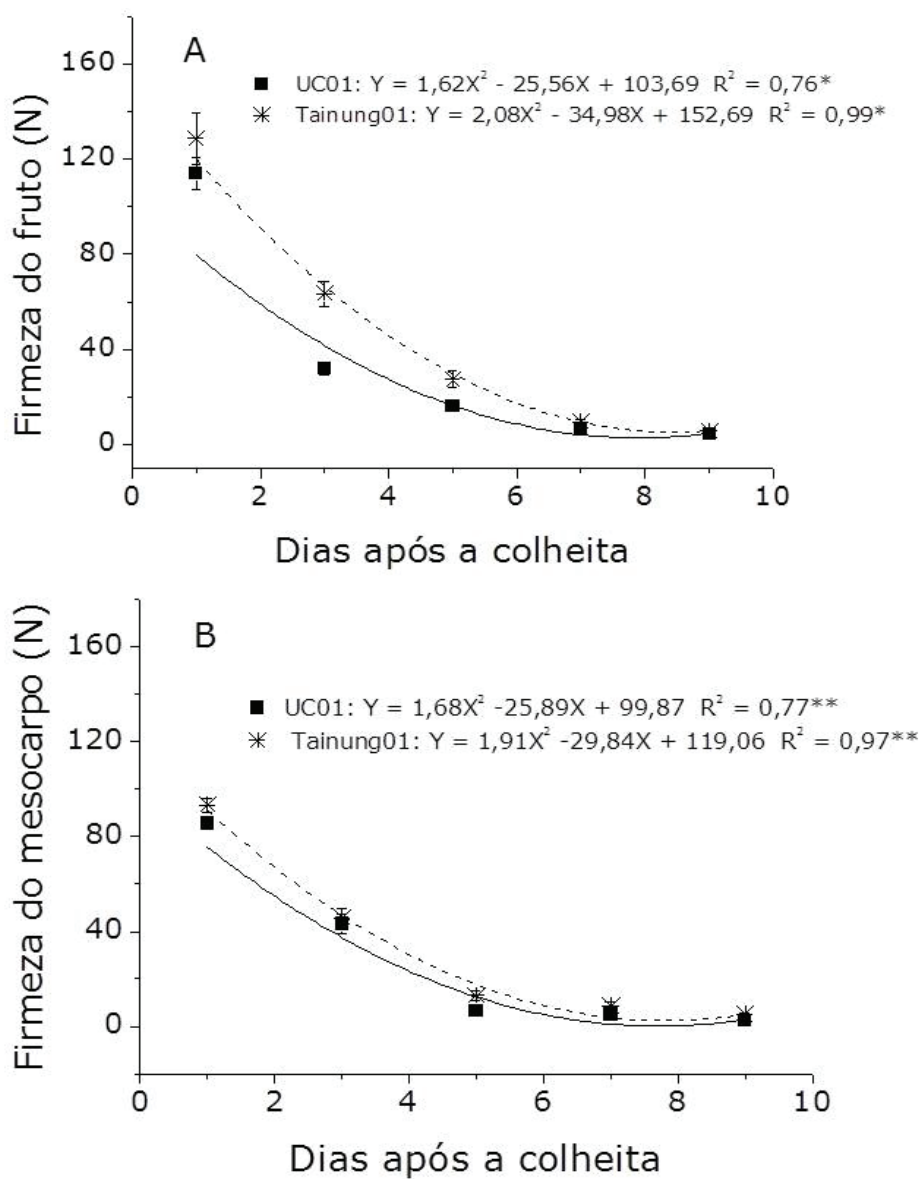 A
UC01: Y = 1,62X² - 25,56X + 103,69 R² = 0,76*
Tainung01: Y = 2,08X² - 34,98X + 152,69 R² = 0,99*
Firmeza do fruto (N)
160
120
80
40
0
0 2 4 6 8 10
Dias após a colheita
B
UC01: Y = 1,68X² -25,89X + 99,87 R² = 0,77**
Tainung01: Y = 1,91X² -29,84X + 119,06 R² = 0,97**
Firmeza do mesocarpo (N)
160
120
80
40
0
0 2 4 6 8 10
Dias após a colheita